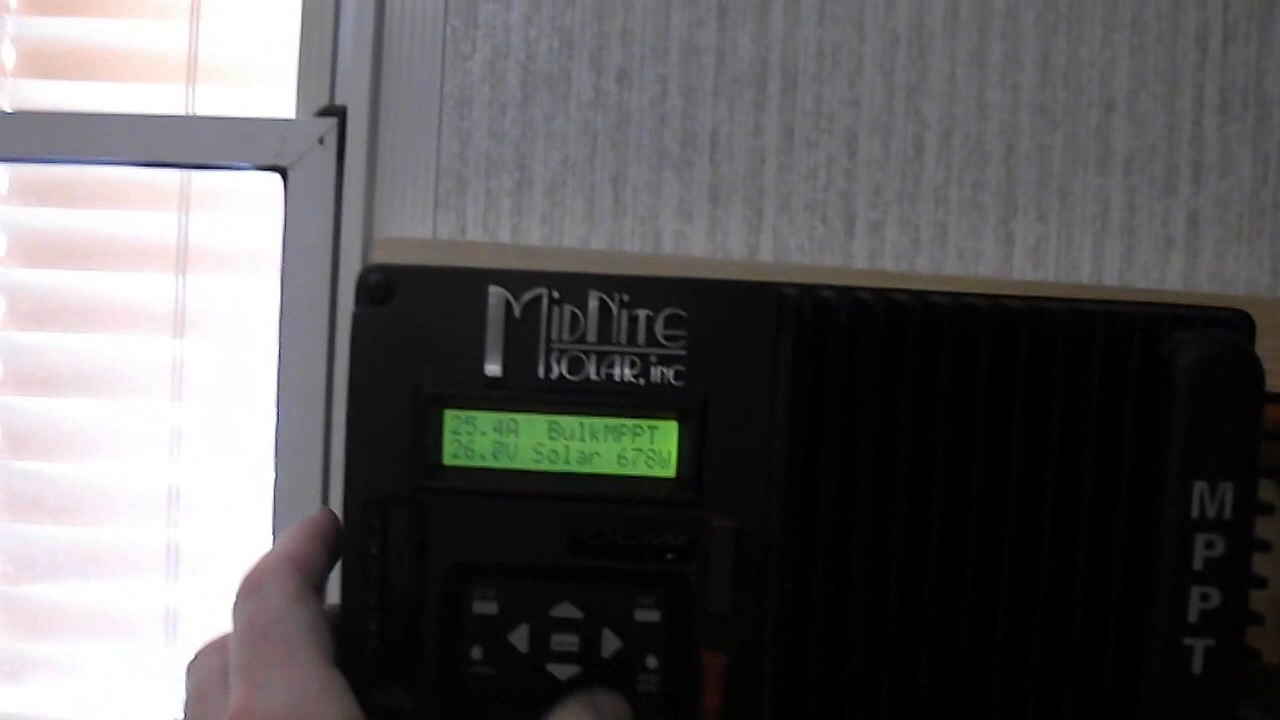 MIDNITE
SOLAR, INC
25.4A BulkMPPT
26.0V Solar 678W
MPPT